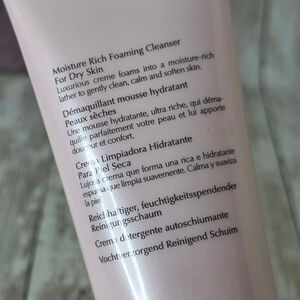 Moisture Rich Foaming Cleanser
For Dry Skin
Luxurious creme foams into a moisture-rich
lather to gently clean, calm and soften skin.
Démaquillant mousse hydratant
Peaux sèches
Une mousse hydratante, ultra riche, qui déma-
quille parfaitement votre peau et lui apporte
douceur et confort.
Crema Limpiadora Hidratante
Para Piel Seca
Lujosa crema que forma una rica e hidratante
espuma que limpia suavemente. Calma y suaviza
la piel.
Reichhaltiger, feuchtigkeitsspendender
Reinigungsschaum
Crema detergente autoschiumante
Vochtverzorgend Reinigend Schuim